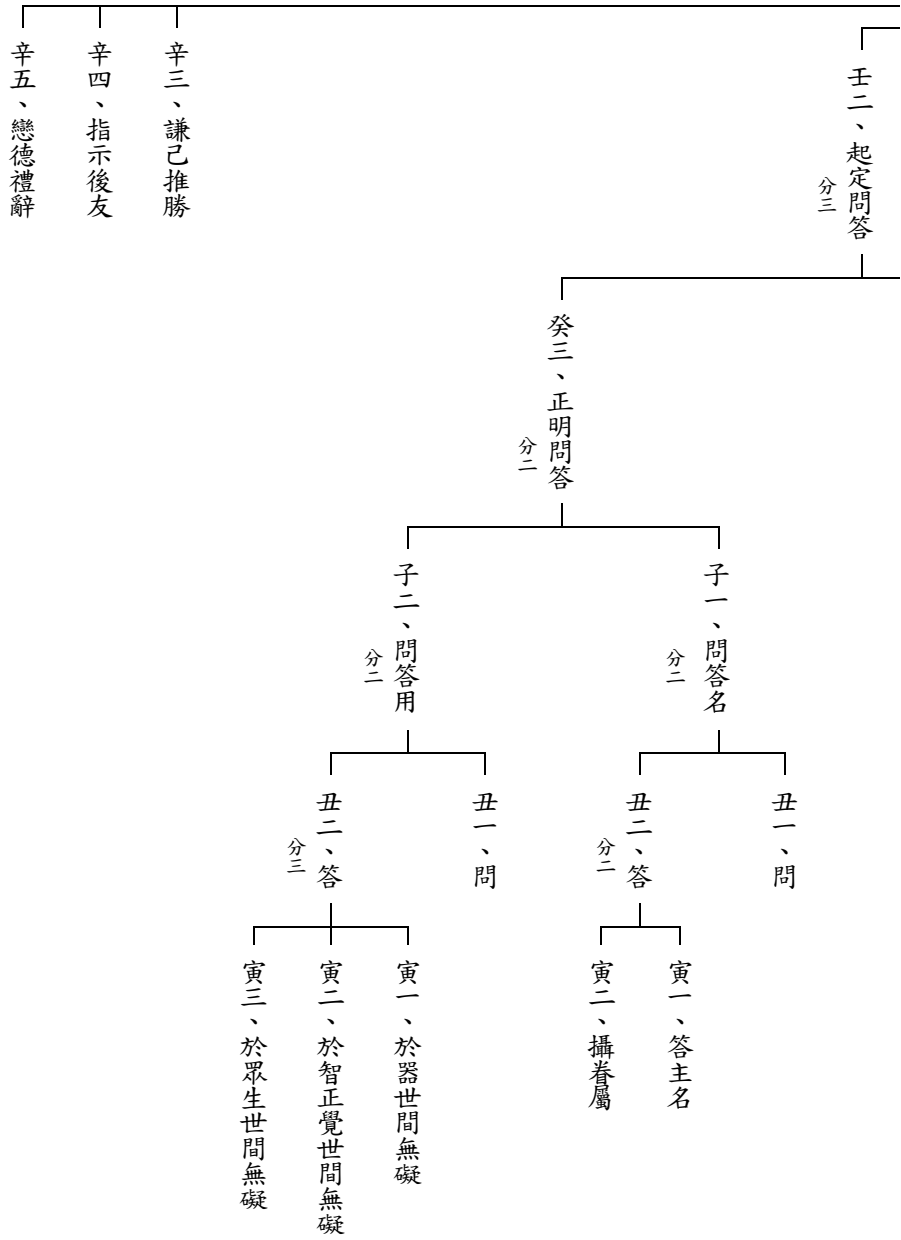 壬二、起定問答
分三
癸三、正明問答
分二
子一、問答名
分二
丑一、問
丑二、答
分二
寅一、答主名
寅二、攝眷屬
子二、問答用
分二
丑一、問
丑二、答
分三
寅一、於器世間無礙
寅二、於智正覺世間無礙
寅三、於眾生世間無礙
辛三、謙己推勝
辛四、指示後友
辛五、戀德禮辭